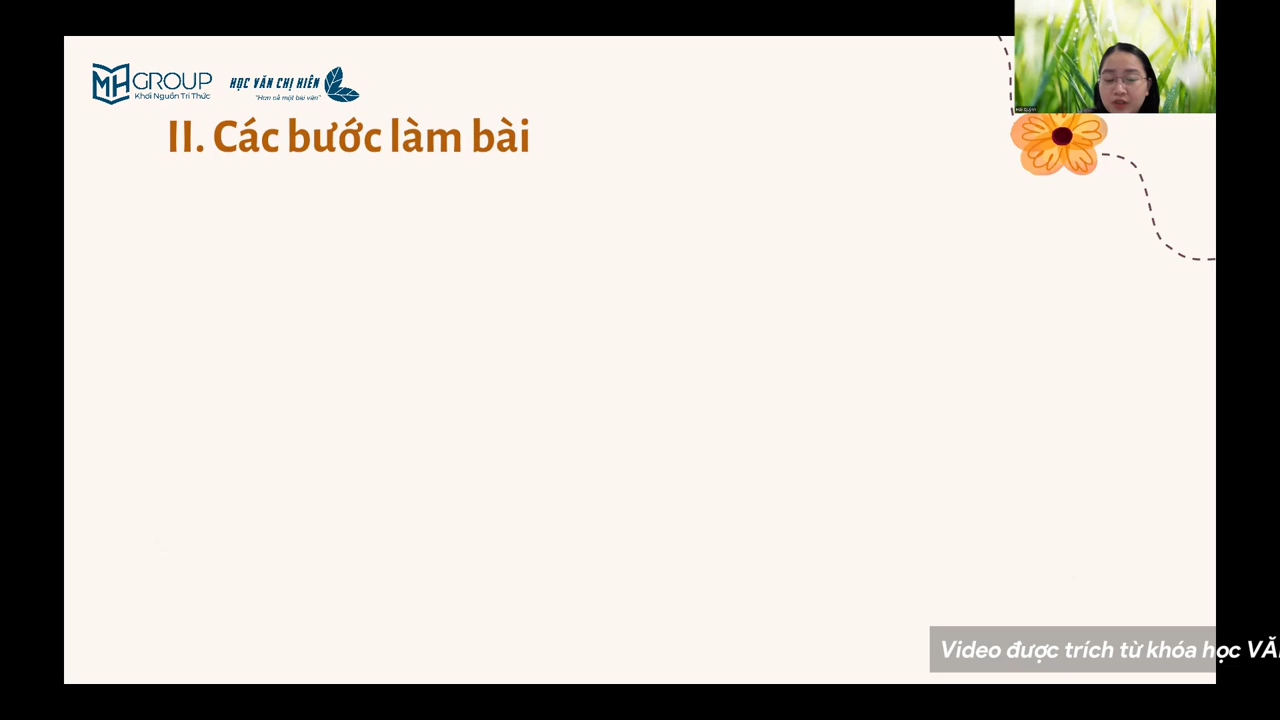 MH GROUP
Khơi Nguồn Tri Thức
HỌC VĂN CHỊ HIÊN
"Hơn cả một bài văn"
II. Các bước làm bài
Video được trích từ khóa học VĂ